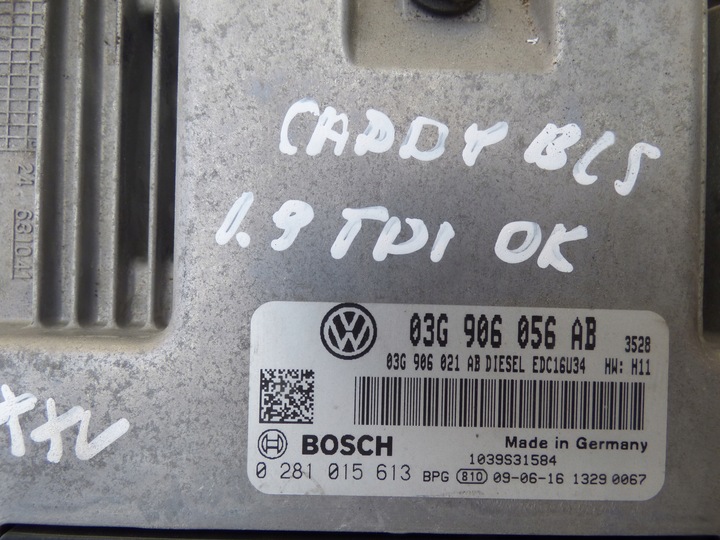 CADDY BLS
1.9 TDI OK
03G 906 056 AB 3528
03G 906 021 AB DIESEL EDC16U34 HW: H11
BOSCH
Made in Germany
1039S31584
0 281 015 613 BPG 810 09-06-16 1329 0067